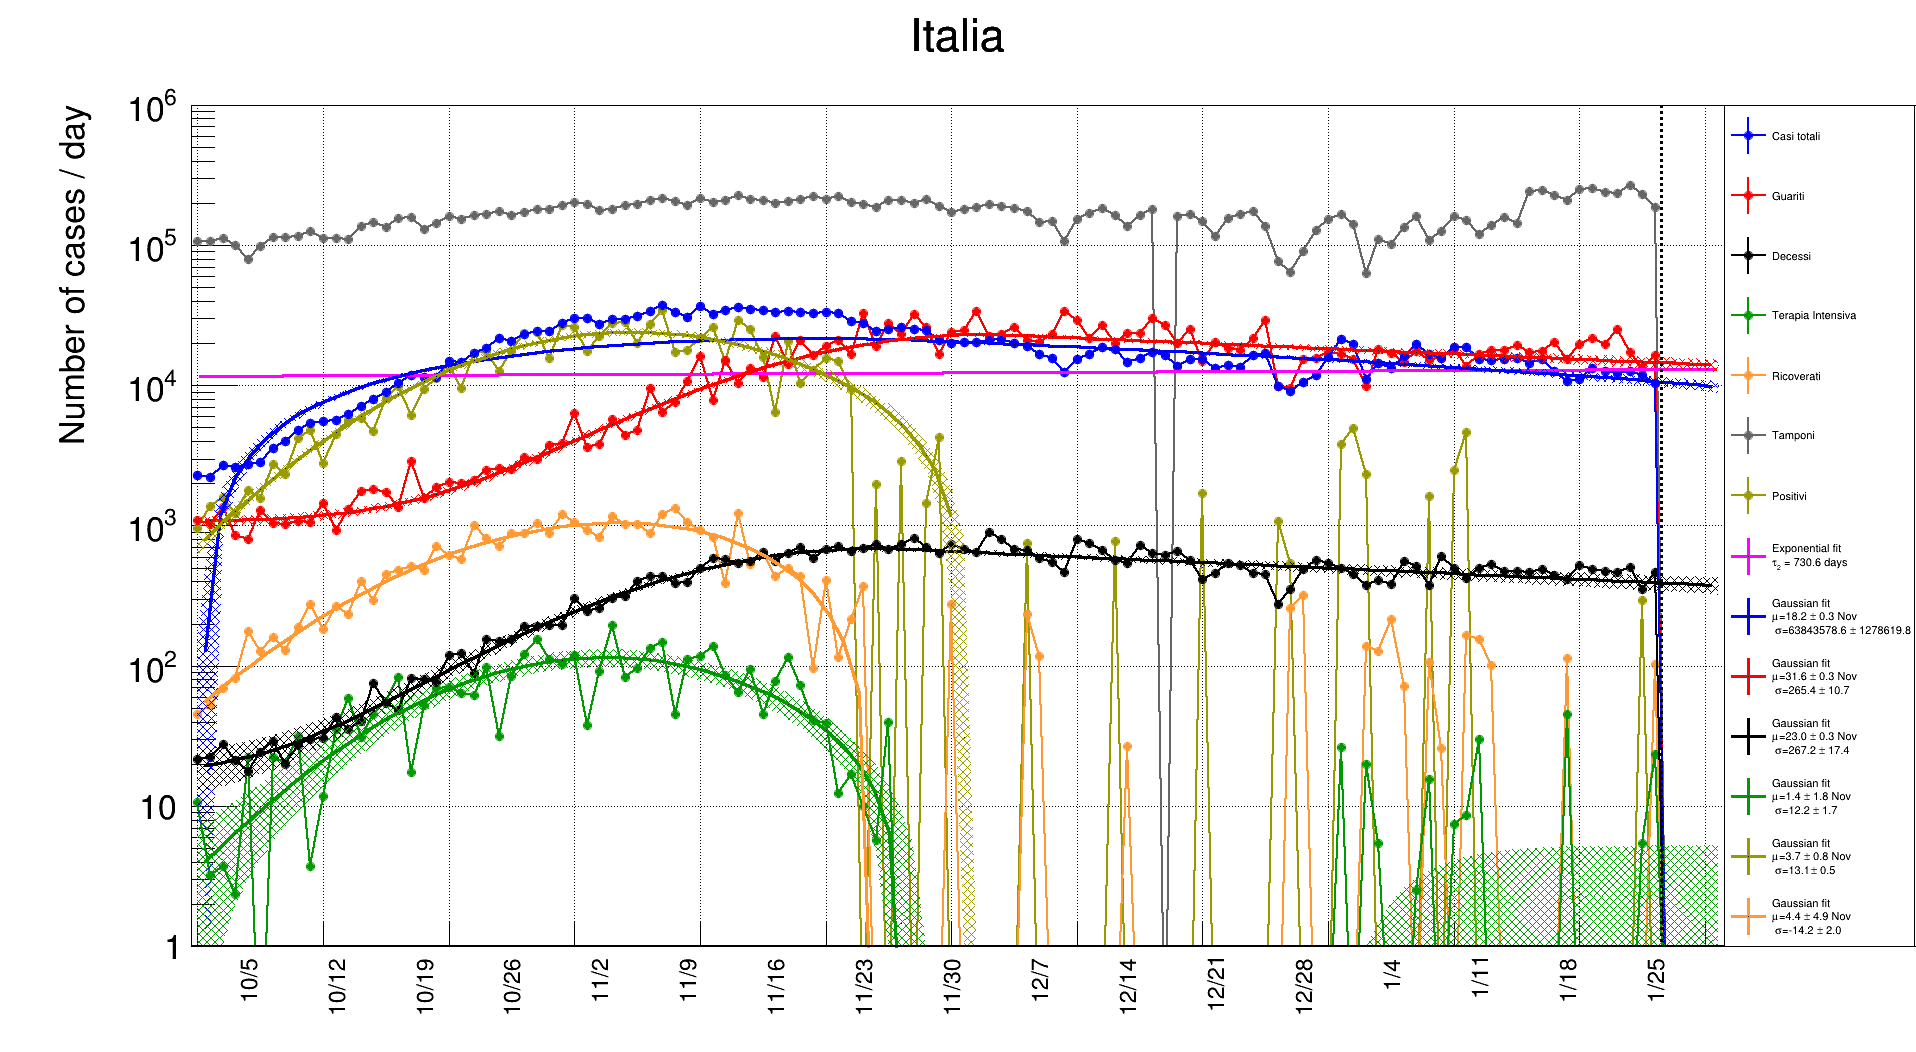 Italia
Number of cases / day
10^6
10^5
10^4
10^3
10^2
10
1
10/5 10/12 10/19 10/26 11/2 11/9 11/16 11/23 11/30 12/7 12/14 12/21 12/28 1/4 1/11 1/18 1/25
Casi totali
Guariti
Decessi
Terapia Intensiva
Ricoverati
Tamponi
Positivi
Exponential fit
τ₂ = 730.6 days
Gaussian fit
μ=18.2 ± 0.3 Nov
σ=63843578.6 ± 1278619.8
Gaussian fit
μ=31.6 ± 0.3 Nov
σ=265.4 ± 10.7
Gaussian fit
μ=23.0 ± 0.3 Nov
σ=267.2 ± 17.4
Gaussian fit
μ=1.4 ± 1.8 Nov
σ=12.2 ± 1.7
Gaussian fit
μ=3.7 ± 0.8 Nov
σ=13.1 ± 0.5
Gaussian fit
μ=4.4 ± 4.9 Nov
σ=-14.2 ± 2.0